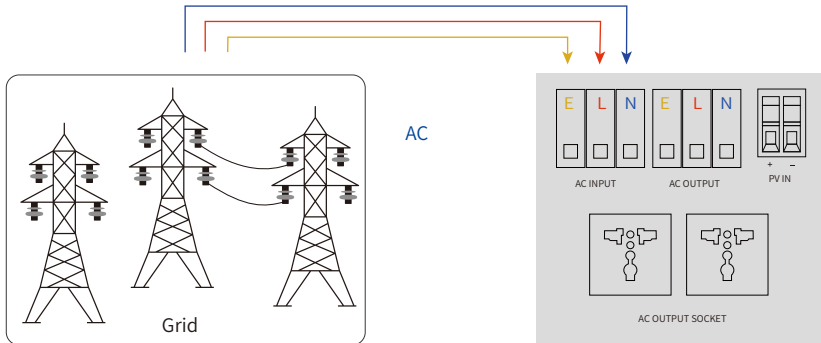 AC
Grid
E L N E L N
AC INPUT AC OUTPUT
+ − PV IN
AC OUTPUT SOCKET